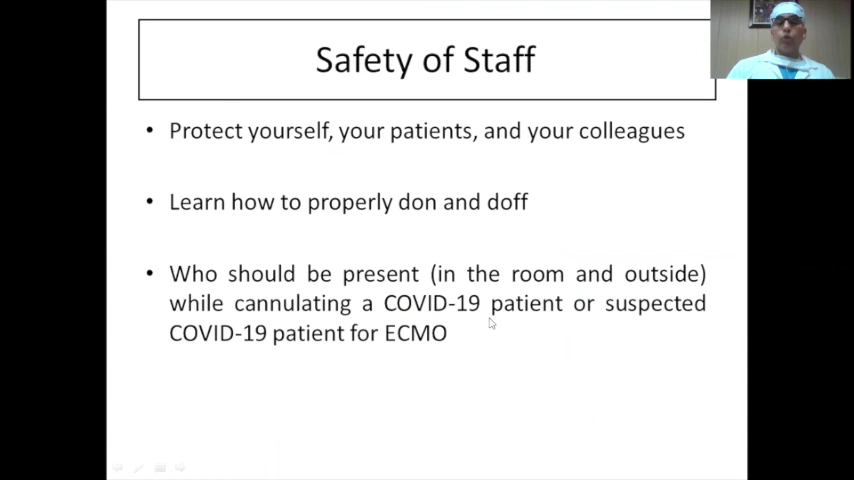 Safety of Staff
• Protect yourself, your patients, and your colleagues
• Learn how to properly don and doff
• Who should be present (in the room and outside)
while cannulating a COVID-19 patient or suspected
COVID-19 patient for ECMO